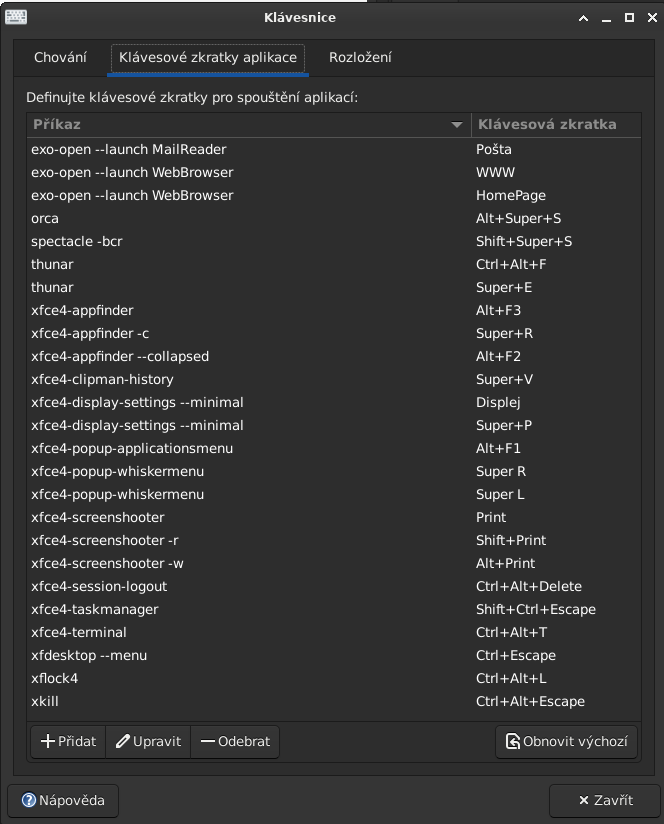 Klávesnice
Chování Klávesové zkratky aplikace Rozložení
Definujte klávesové zkratky pro spouštění aplikací:
Příkaz Klávesová zkratka
exo-open --launch MailReader Pošta
exo-open --launch WebBrowser WWW
exo-open --launch WebBrowser HomePage
orca Alt+Super+S
spectacle -bcr Shift+Super+S
thunar Ctrl+Alt+F
thunar Super+E
xfce4-appfinder Alt+F3
xfce4-appfinder -c Super+R
xfce4-appfinder --collapsed Alt+F2
xfce4-clipman-history Super+V
xfce4-display-settings --minimal Displej
xfce4-display-settings --minimal Super+P
xfce4-popup-applicationsmenu Alt+F1
xfce4-popup-whiskermenu Super R
xfce4-popup-whiskermenu Super L
xfce4-screenshooter Print
xfce4-screenshooter -r Shift+Print
xfce4-screenshooter -w Alt+Print
xfce4-session-logout Ctrl+Alt+Delete
xfce4-taskmanager Shift+Ctrl+Escape
xfce4-terminal Ctrl+Alt+T
xfdesktop --menu Ctrl+Escape
xflock4 Ctrl+Alt+L
xkill Ctrl+Alt+Escape
Přidat Upravit Odebrat Obnovit výchozí
Nápověda Zavřít